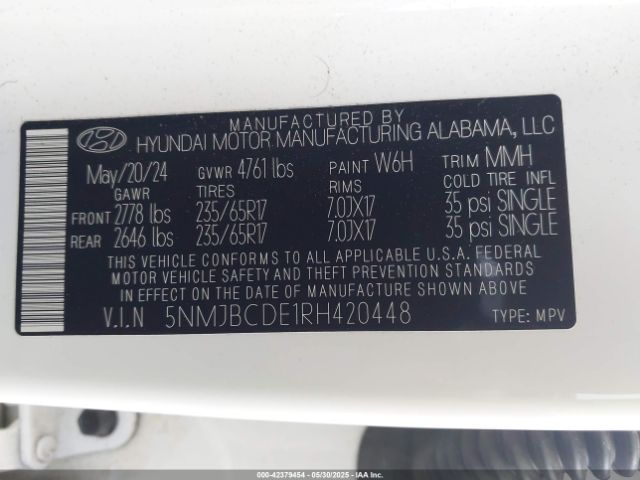 MANUFACTURED BY
HYUNDAI MOTOR MANUFACTURING ALABAMA, LLC
May/20/24 GVWR 4761 lbs PAINT W6H TRIM MMH
GAWR TIRES RIMS COLD TIRE INFL
FRONT 2778 lbs 235/65R17 7.0JX17 35 psi SINGLE
REAR 2646 lbs 235/65R17 7.0JX17 35 psi SINGLE
THIS VEHICLE CONFORMS TO ALL APPLICABLE U.S.A. FEDERAL
MOTOR VEHICLE SAFETY AND THEFT PREVENTION STANDARDS
IN EFFECT ON THE DATE OF MANUFACTURE SHOWN ABOVE
V.I.N 5NMJBCDE1RH420448 TYPE: MPV
000-42379454 - 05/30/2025 - IAA Inc.